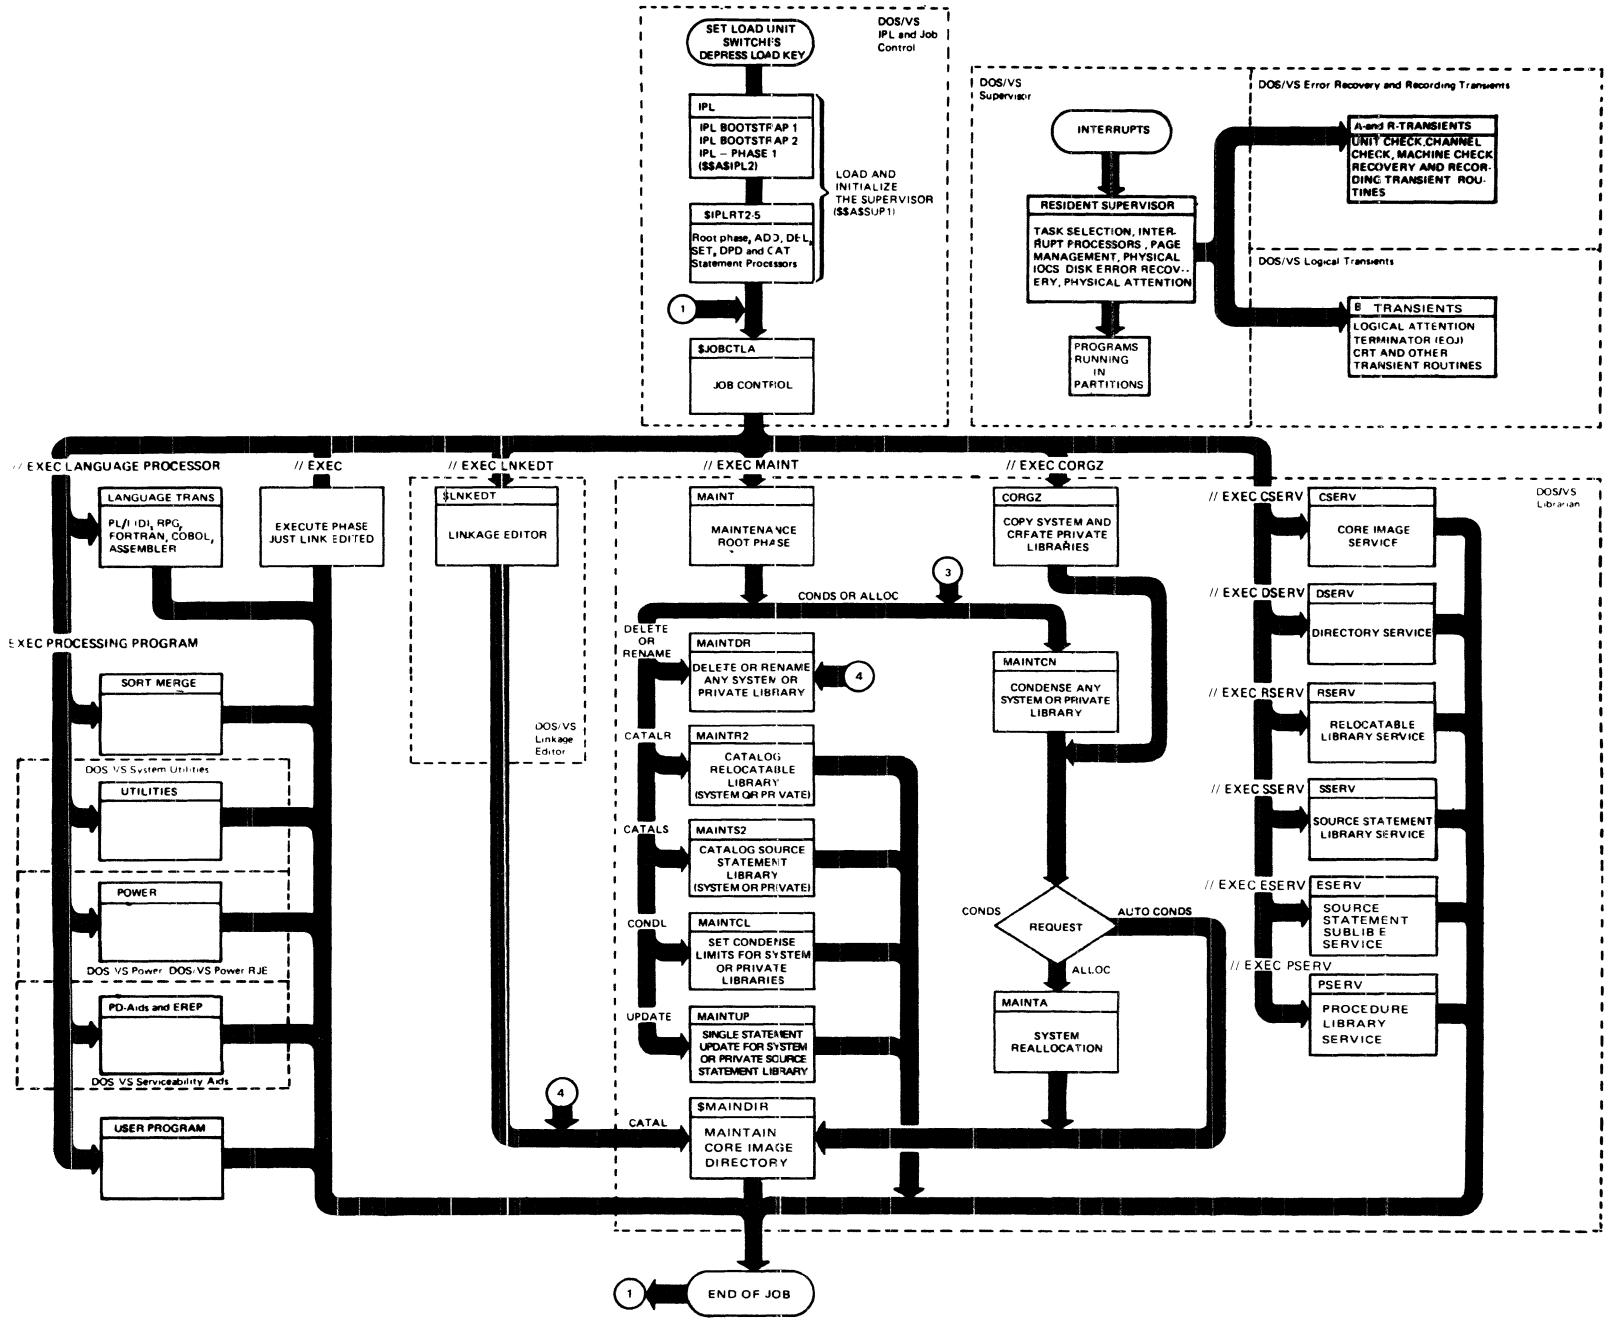 DOS/VS
IPL and Job
Control
SET LOAD UNIT
SWITCHES
DEPRESS LOAD KEY
IPL
IPL BOOTSTRAP 1
IPL BOOTSTRAP 2
IPL – PHASE 1
($$A$IPL2)
$IPLRT2-5
Root phase, ADD, DEL,
SET, DPD and CAT
Statement Processors
LOAD AND
INITIALIZE
THE SUPERVISOR
($$A$SUP1)
1
$JOBCTLA
JOB CONTROL
DOS/VS
Supervisor
INTERRUPTS
RESIDENT SUPERVISOR
TASK SELECTION, INTER-
RUPT PROCESSORS, PAGE
MANAGEMENT, PHYSICAL
IOCS DISK ERROR RECOV-
ERY, PHYSICAL ATTENTION
PROGRAMS
RUNNING
IN
PARTITIONS
DOS/VS Error Recovery and Recording Transients
A-and R-TRANSIENTS
UNIT CHECK,CHANNEL
CHECK, MACHINE CHECK
RECOVERY AND RECOR-
DING TRANSIENT ROU-
TINES
DOS/VS Logical Transients
B TRANSIENTS
LOGICAL ATTENTION
TERMINATOR (EOJ)
CRT AND OTHER
TRANSIENT ROUTINES
// EXEC LANGUAGE PROCESSOR
LANGUAGE TRANS
PL/I (D), RPG,
FORTRAN, COBOL,
ASSEMBLER
// EXEC
EXECUTE PHASE
JUST LINK EDITED
// EXEC LNKEDT
$LNKEDT
LINKAGE EDITOR
DOS/VS
Linkage
Editor
EXEC PROCESSING PROGRAM
SORT MERGE
DOS VS System Utilities
UTILITIES
POWER
DOS VS Power DOS/VS Power RJE
PD-Aids and EREP
DOS VS Serviceability Aids
USER PROGRAM
// EXEC MAINT
MAINT
MAINTENANCE
ROOT PHASE
CONDS OR ALLOC
3
DELETE
OR
RENAME
MAINTDR
DELETE OR RENAME
ANY SYSTEM OR
PRIVATE LIBRARY
4
CATALR
MAINTR2
CATALOG
RELOCATABLE
LIBRARY
(SYSTEM OR PRIVATE)
CATALS
MAINTS2
CATALOG SOURCE
STATEMENT
LIBRARY
(SYSTEM OR PRIVATE)
CONDL
MAINTCL
SET CONDENSE
LIMITS FOR SYSTEM
OR PRIVATE
LIBRARIES
UPDATE
MAINTUP
SINGLE STATEMENT
UPDATE FOR SYSTEM
OR PRIVATE SOURCE
STATEMENT LIBRARY
4
CATAL
$MAINDIR
MAINTAIN
CORE IMAGE
DIRECTORY
// EXEC CORGZ
CORGZ
COPY SYSTEM AND
CREATE PRIVATE
LIBRARIES
MAINTCN
CONDENSE ANY
SYSTEM OR PRIVATE
LIBRARY
CONDS
REQUEST
AUTO CONDS
ALLOC
MAINTA
SYSTEM
REALLOCATION
DOS/VS
Librarian
// EXEC CSERV
CSERV
CORE IMAGE
SERVICE
// EXEC DSERV
DSERV
DIRECTORY SERVICE
// EXEC RSERV
RSERV
RELOCATABLE
LIBRARY SERVICE
// EXEC SSERV
SSERV
SOURCE STATEMENT
LIBRARY SERVICE
// EXEC ESERV
ESERV
SOURCE
STATEMENT
SUBLIB E
SERVICE
// EXEC PSERV
PSERV
PROCEDURE
LIBRARY
SERVICE
1
END OF JOB